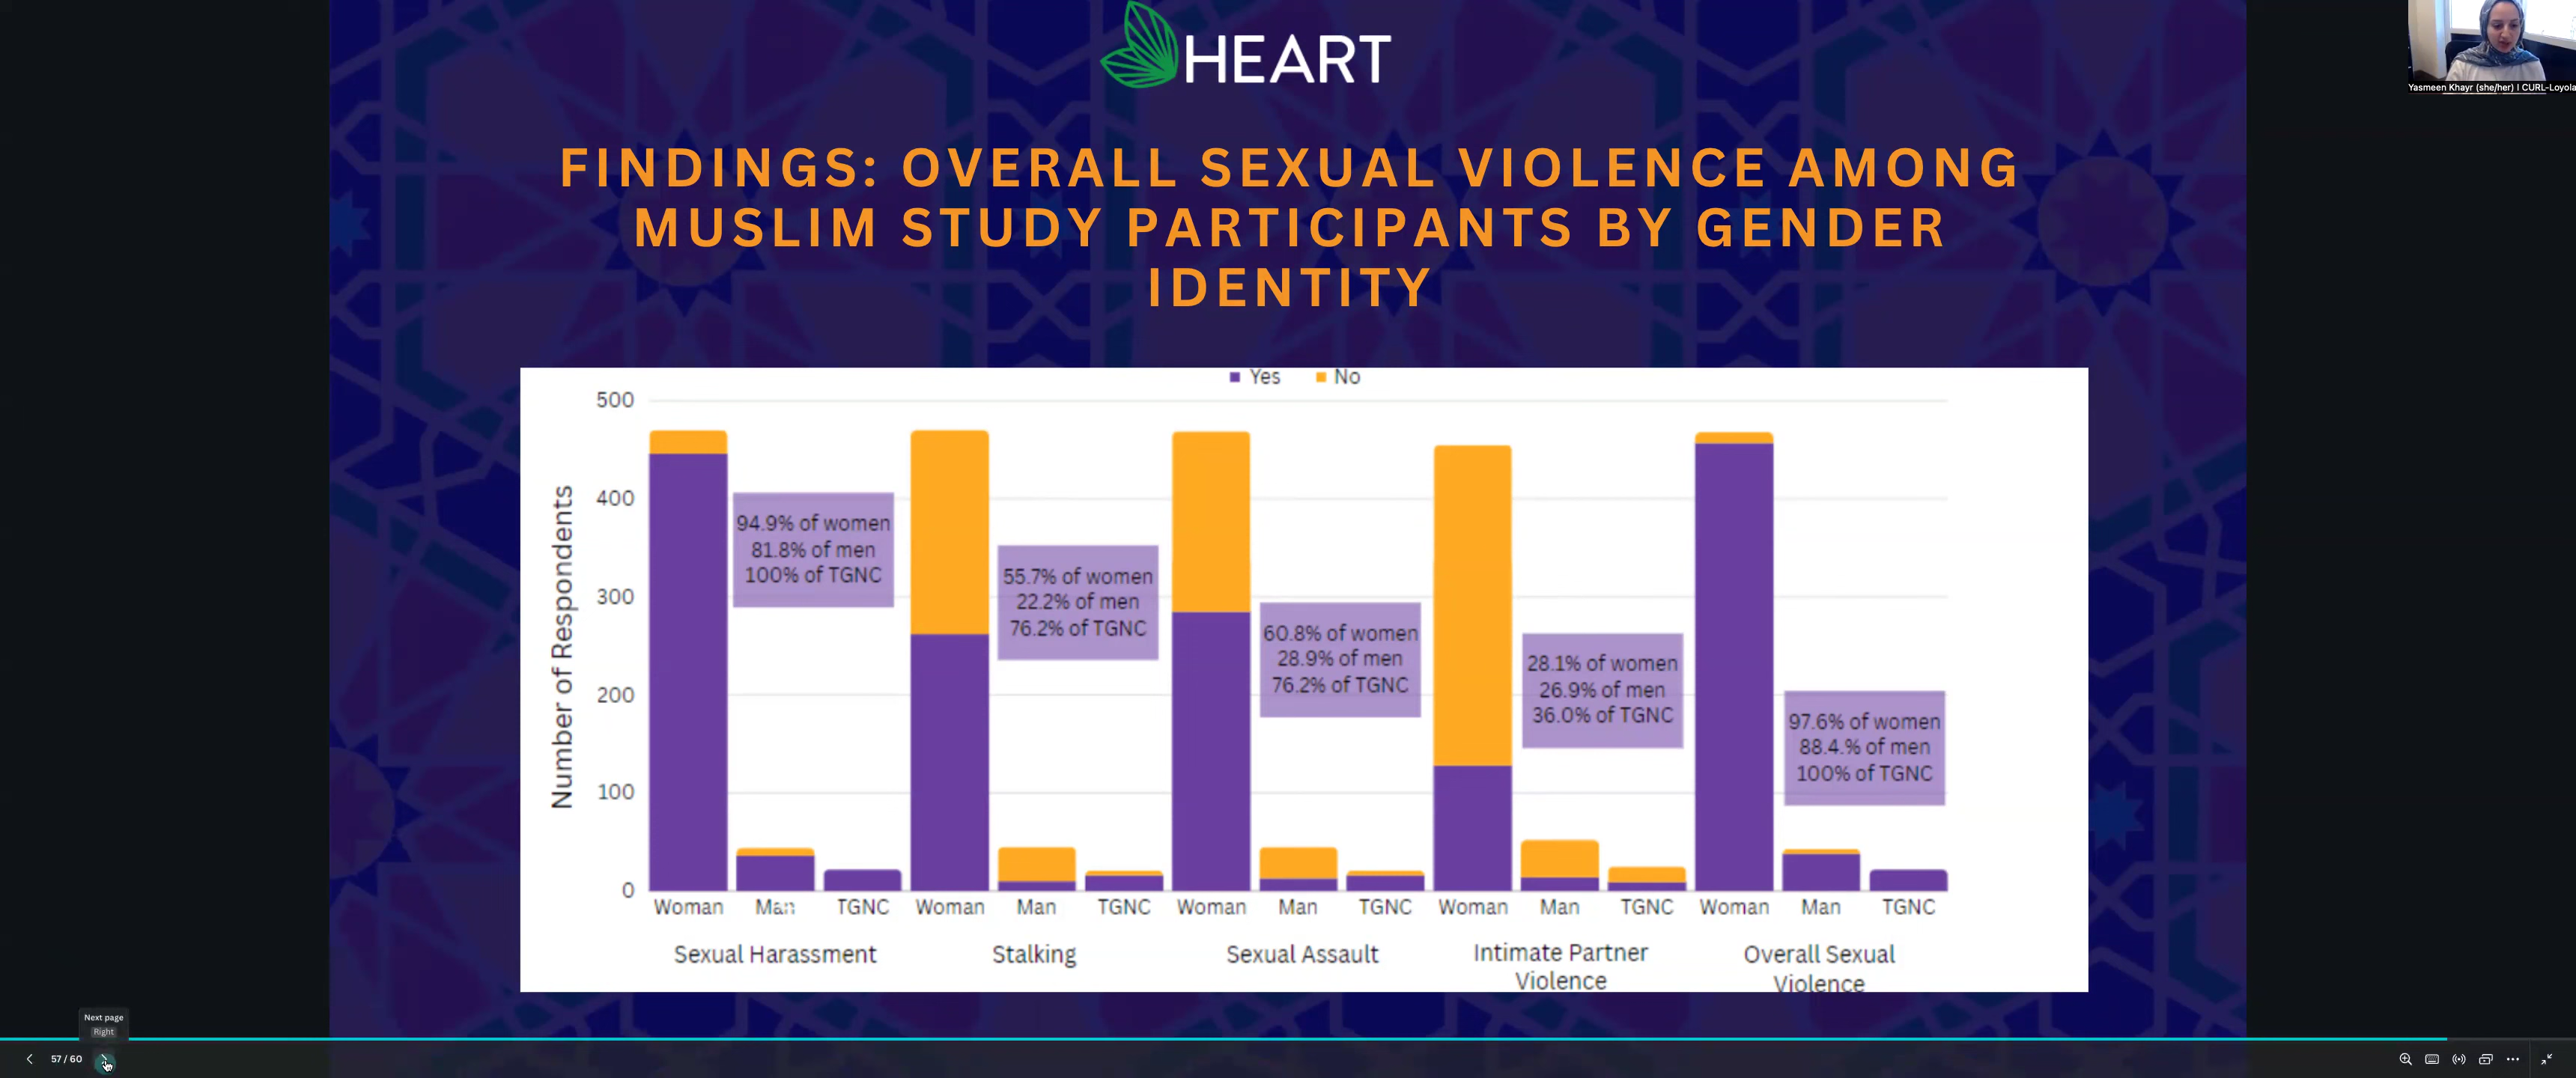 HEART
Yasmeen Khayr (she/her) I CURL-Loyola
FINDINGS: OVERALL SEXUAL VIOLENCE AMONG
MUSLIM STUDY PARTICIPANTS BY GENDER
IDENTITY
Yes No
Number of Respondents
500
400
300
200
100
0
94.9% of women
81.8% of men
100% of TGNC
55.7% of women
22.2% of men
76.2% of TGNC
60.8% of women
28.9% of men
76.2% of TGNC
28.1% of women
26.9% of men
36.0% of TGNC
97.6% of women
88.4.% of men
100% of TGNC
Woman Man TGNC Woman Man TGNC Woman Man TGNC Woman Man TGNC Woman Man TGNC
Sexual Harassment
Stalking
Sexual Assault
Intimate Partner
Violence
Overall Sexual
Violence
Next page
Right
57 / 60